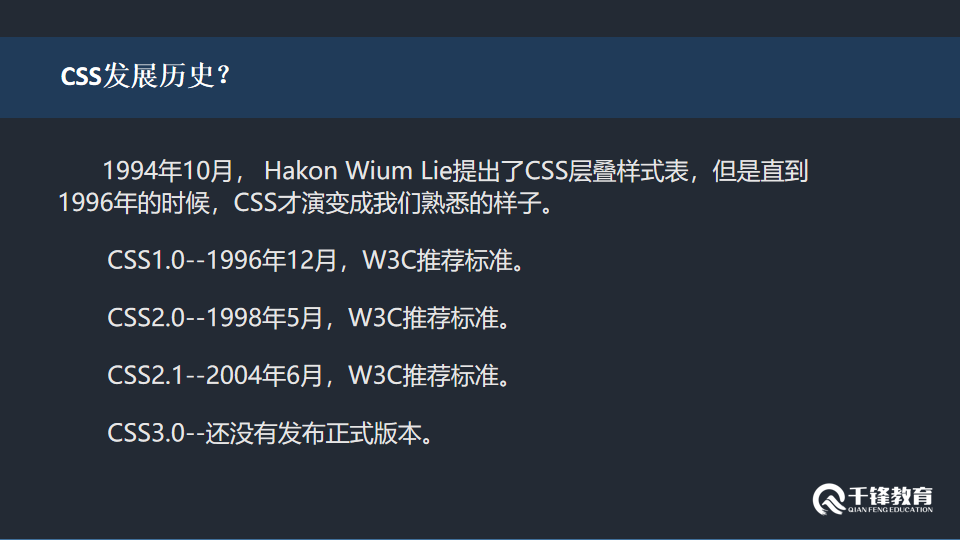 CSS发展历史？
1994年10月， Hakon Wium Lie提出了CSS层叠样式表，但是直到
1996年的时候，CSS才演变成我们熟悉的样子。
CSS1.0--1996年12月，W3C推荐标准。
CSS2.0--1998年5月，W3C推荐标准。
CSS2.1--2004年6月，W3C推荐标准。
CSS3.0--还没有发布正式版本。
千锋教育
QIAN FENG EDUCATION